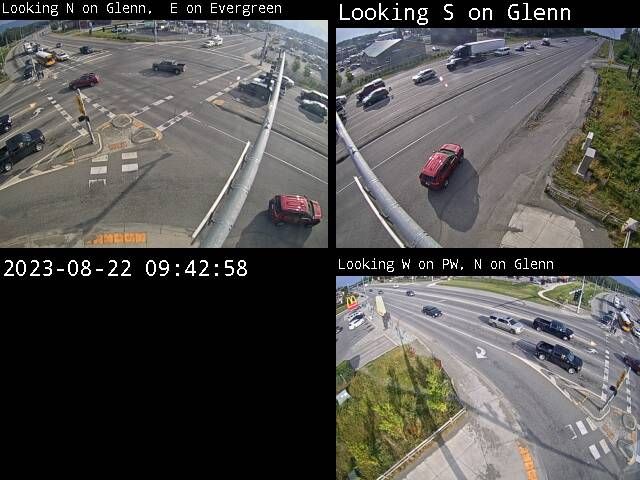 Looking N on Glenn,  E on Evergreen
Looking S on Glenn
2023-08-22 09:42:58
Looking W on PW, N on Glenn